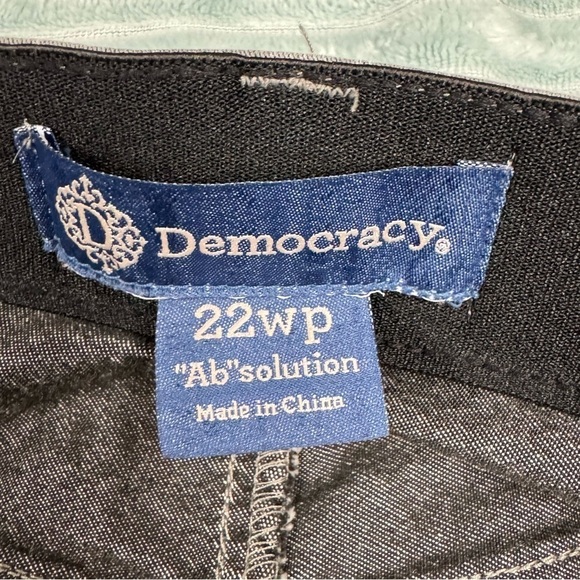 D Democracy®
22wp
"Ab"solution
Made in China